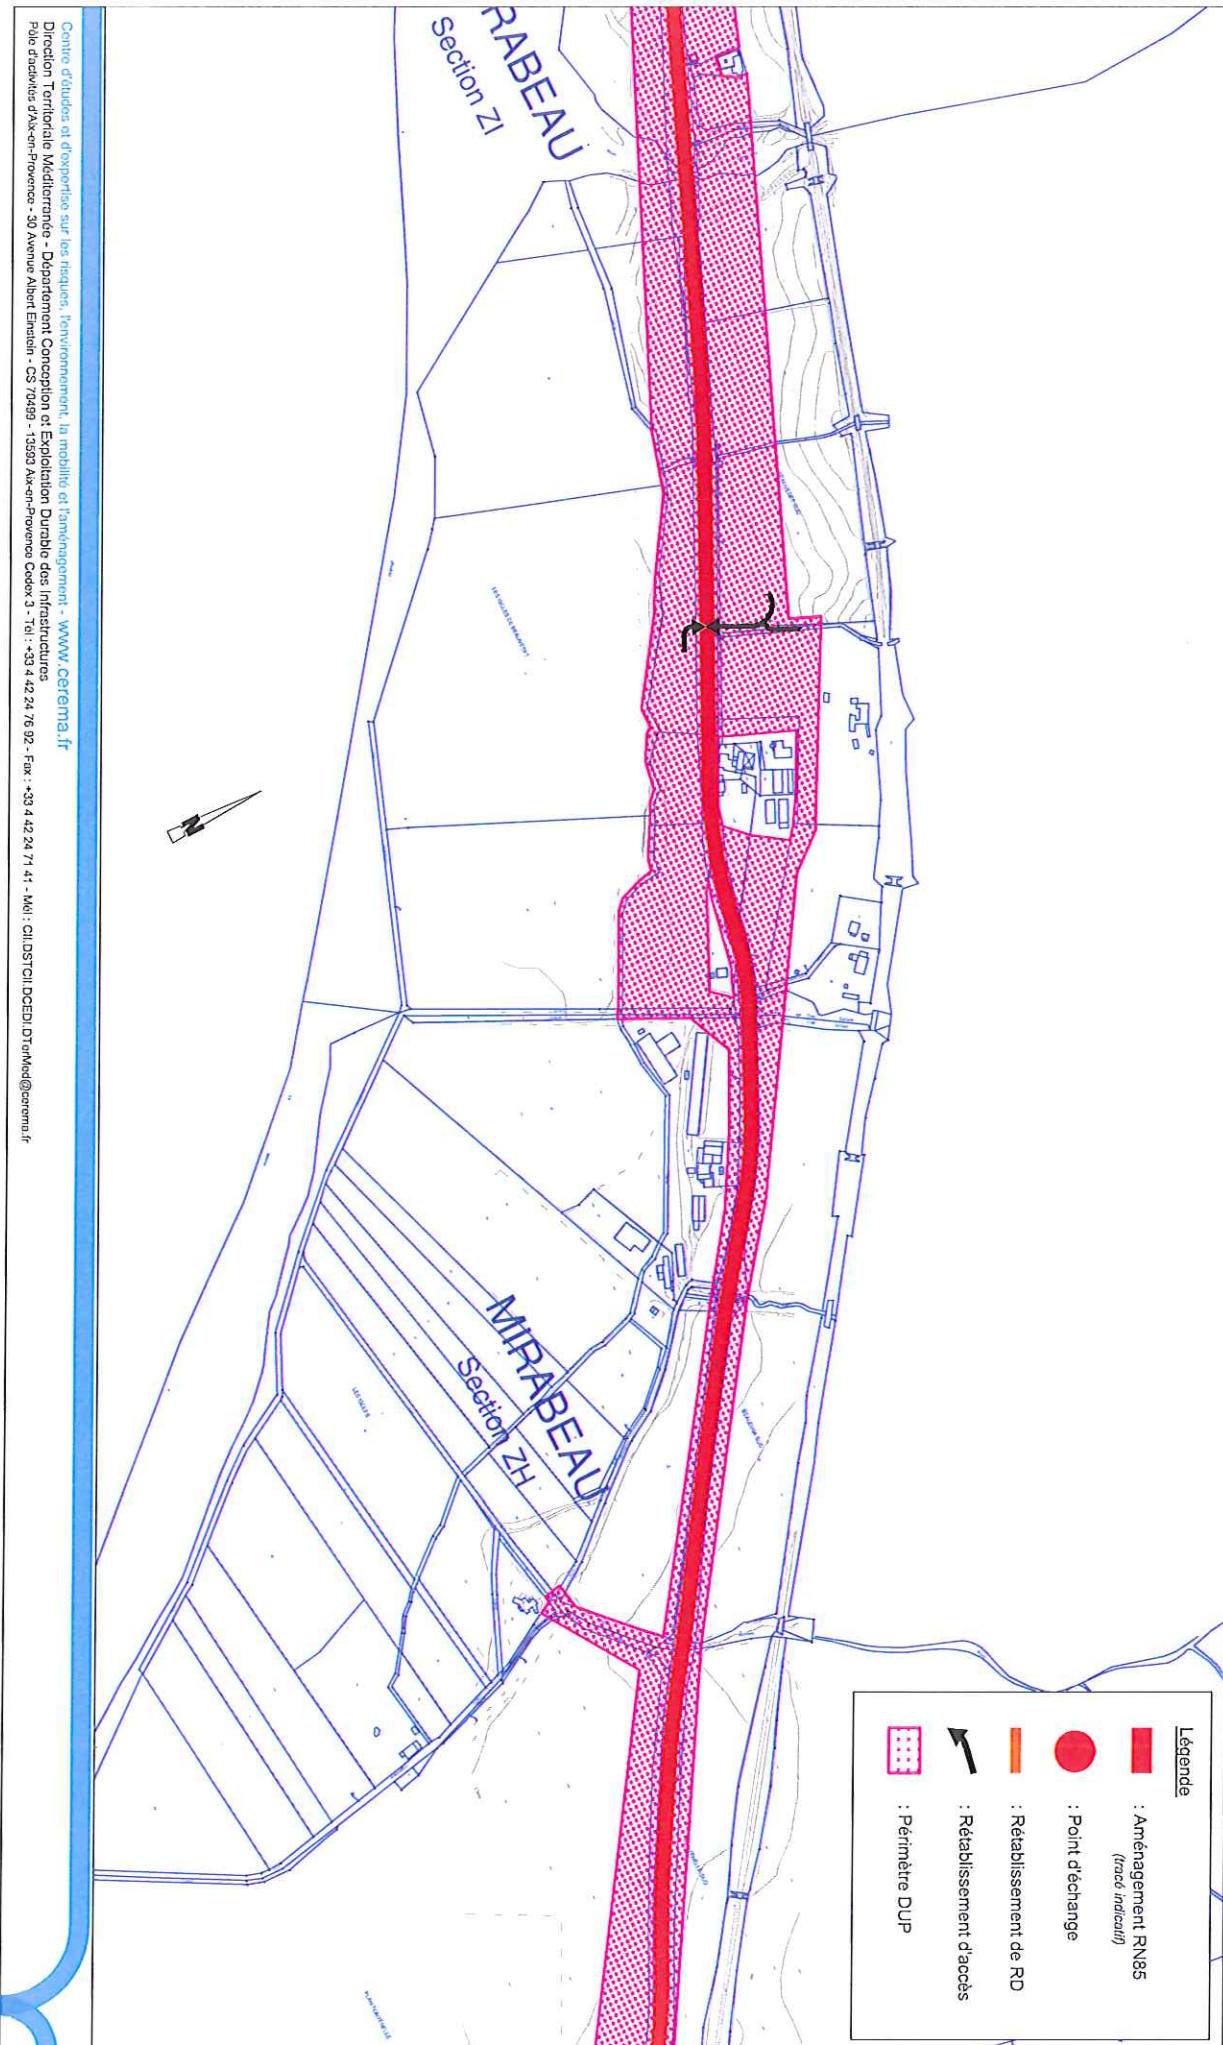 RABEAU
Section ZI
MIRABEAU
Section ZH
LES ISCLES
BEAUVOIR SUD
Légende
: Aménagement RN85
(tracé indicatif)
: Point d'échange
: Rétablissement de RD
: Rétablissement d'accès
: Périmètre DUP
N
Centre d'études et d'expertise sur les risques, l'environnement, la mobilité et l'aménagement - www.cerema.fr
Direction Territoriale Méditerranée - Département Conception et Exploitation Durable des Infrastructures
Pôle d'activités d'Aix-en-Provence - 30 Avenue Albert Einstein - CS 70499 - 13593 Aix-en-Provence Cedex 3 - Tél : +33 4 42 24 76 92 - Fax : +33 4 42 24 71 41 - Mél : CII.DSTCII.DCEDI.DTerMed@cerema.fr